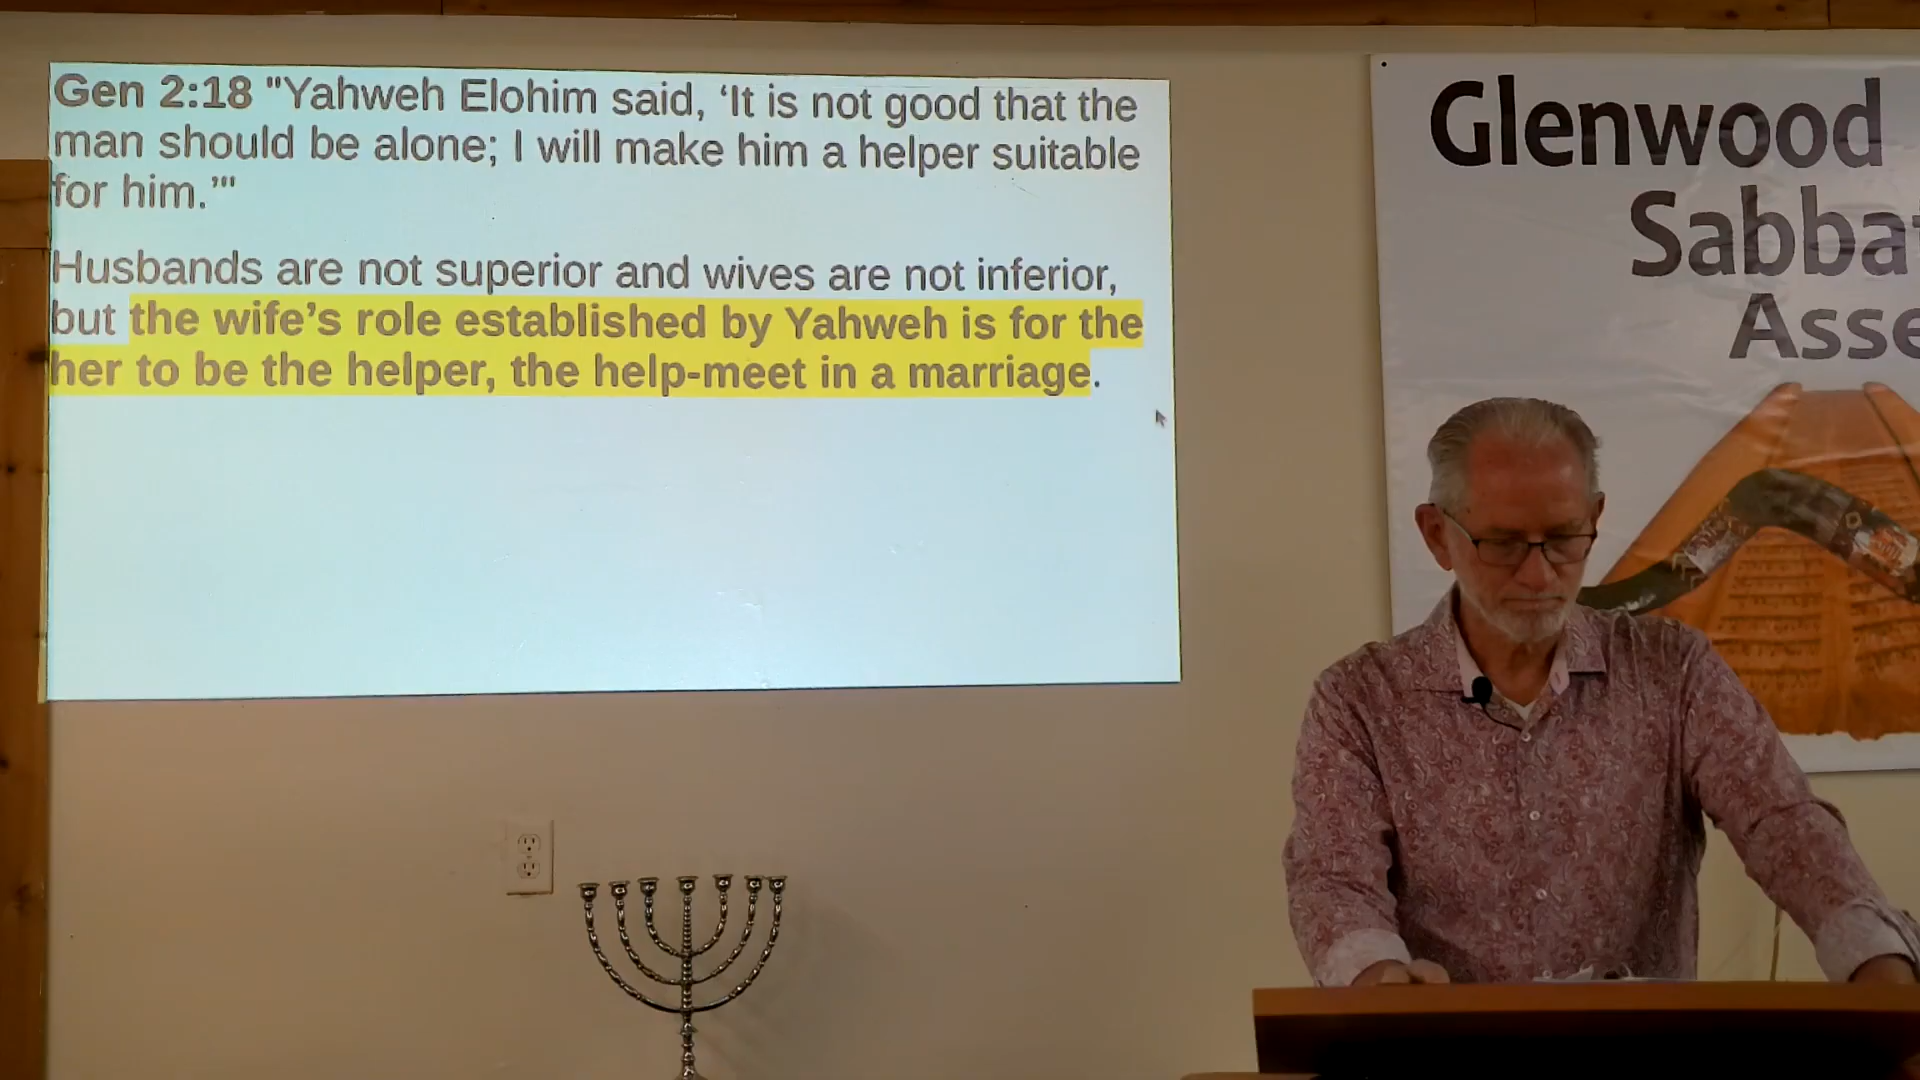 Gen 2:18 "Yahweh Elohim said, ‘It is not good that the
man should be alone; I will make him a helper suitable
for him.’"
Husbands are not superior and wives are not inferior,
but the wife’s role established by Yahweh is for the
her to be the helper, the help-meet in a marriage.
Glenwood
Sabba
Asse